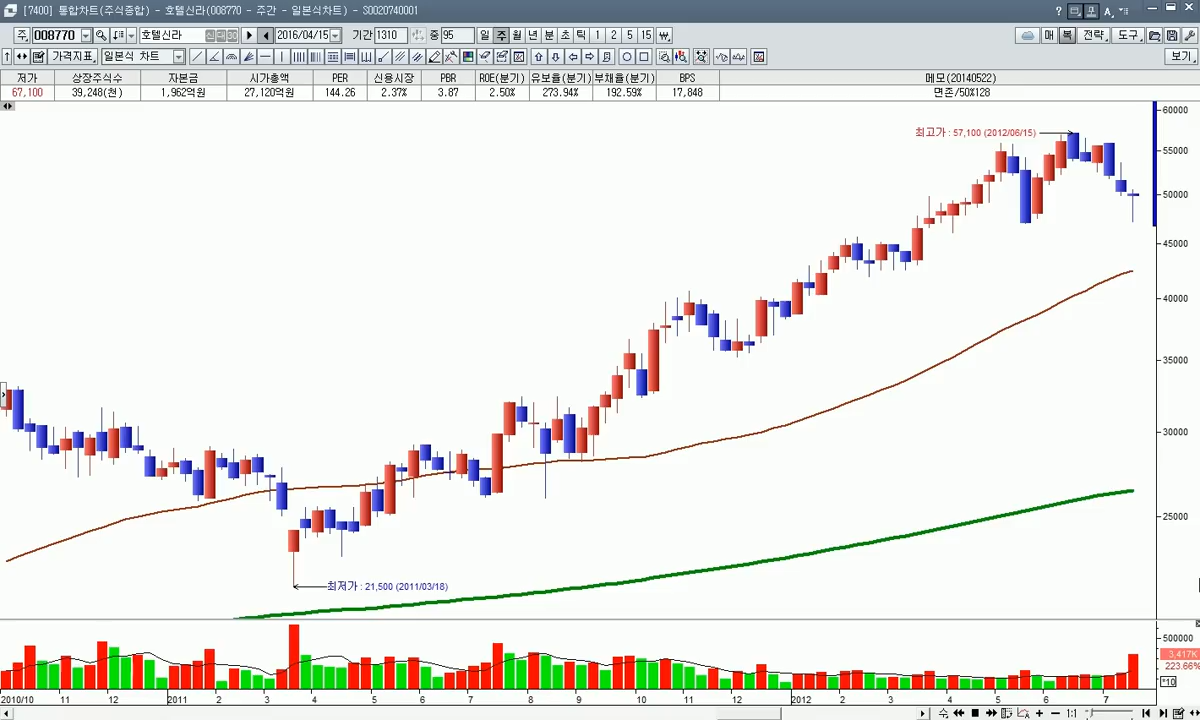 [7400] 통합차트(주식종합) - 호텔신라(008770 - 주간 - 일본식차트) - SC020740001
주 008770 호텔신라 신 대 30 2016/04/15 기간 1310 종 95 일 주 월 년 분 초 틱 1 2 5 15 매 복 전략 도구
가격지표 일본식 차트 보기
저가 상장주식수 자본금 시가총액 PER 신용시장 PBR ROE(분기) 유보율(분기) 부채율(분기) BPS 메모(20140522)
67,100 39,248(천) 1,962억원 27,120억원 144.26 2.37% 3.87 2.50% 273.94% 192.59% 17,848 면존/50%128
60000
최고가 : 57,100 (2012/06/15)
55000
50000
45000
40000
35000
30000
25000
최저가 : 21,500 (2011/03/18)
500000
3,417K
223.66%
*10
2010/10 11 12 2011 2 3 4 5 6 7 8 9 10 11 2012 2 3 4 5 6 7
1:1